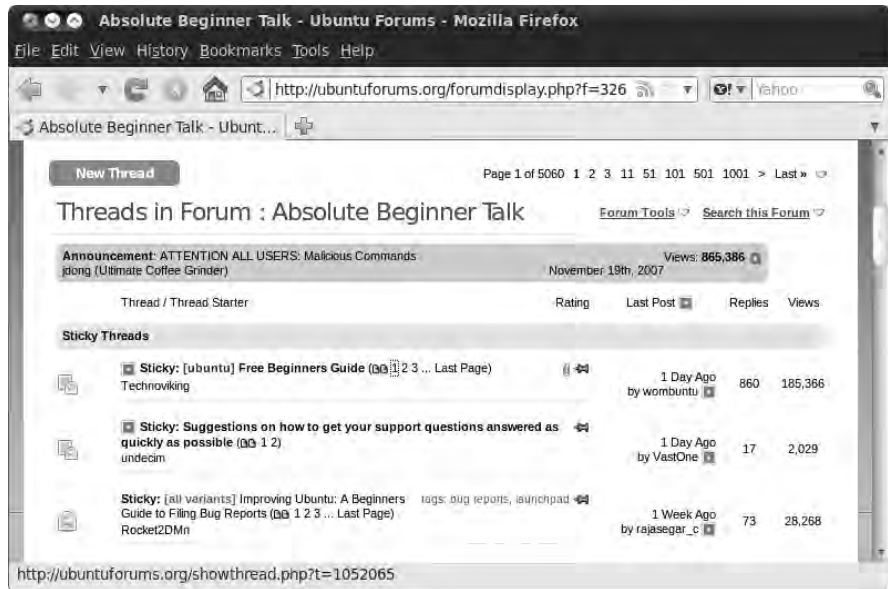 Absolute Beginner Talk - Ubuntu Forums - Mozilla Firefox
File Edit View History Bookmarks Tools Help
http://ubuntuforums.org/forumdisplay.php?f=326 Yahoo
Absolute Beginner Talk - Ubunt...
New Thread
Page 1 of 5060 1 2 3 11 51 101 501 1001 > Last »
Threads in Forum : Absolute Beginner Talk
Forum Tools Search this Forum
Announcement: ATTENTION ALL USERS: Malicious Commands Views: 865,386
jdong (Ultimate Coffee Grinder) November 19th, 2007
Thread / Thread Starter Rating Last Post Replies Views
Sticky Threads
Sticky: [ubuntu] Free Beginners Guide ( 1 2 3 ... Last Page)
Technoviking
1 Day Ago
by wombuntu
860 185,366
Sticky: Suggestions on how to get your support questions answered as
quickly as possible ( 1 2)
undecim
1 Day Ago
by VastOne
17 2,029
Sticky: [all variants] Improving Ubuntu: A Beginners
Guide to Filing Bug Reports ( 1 2 3 ... Last Page)
Rocket2DMn
tags: bug reports, launchpad
1 Week Ago
by rajasegar_c
73 28,268
http://ubuntuforums.org/showthread.php?t=1052065